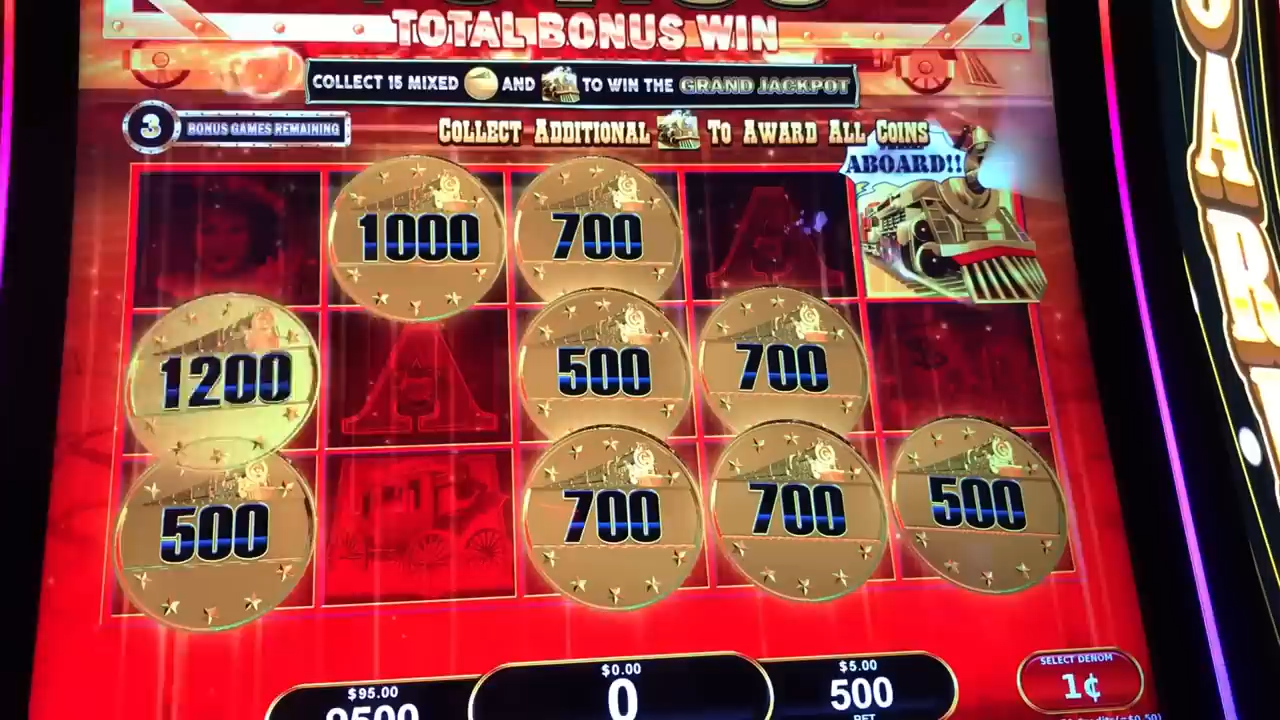 TOTAL BONUS WIN
COLLECT 15 MIXED AND TO WIN THE GRAND JACKPOT
3 BONUS GAMES REMAINING
COLLECT ADDITIONAL TO AWARD ALL COINS
ABOARD!!
1000
700
1200
500
700
500
700
700
500
$95.00
9500
$0.00
0
$5.00
500
BET
SELECT DENOM
1¢